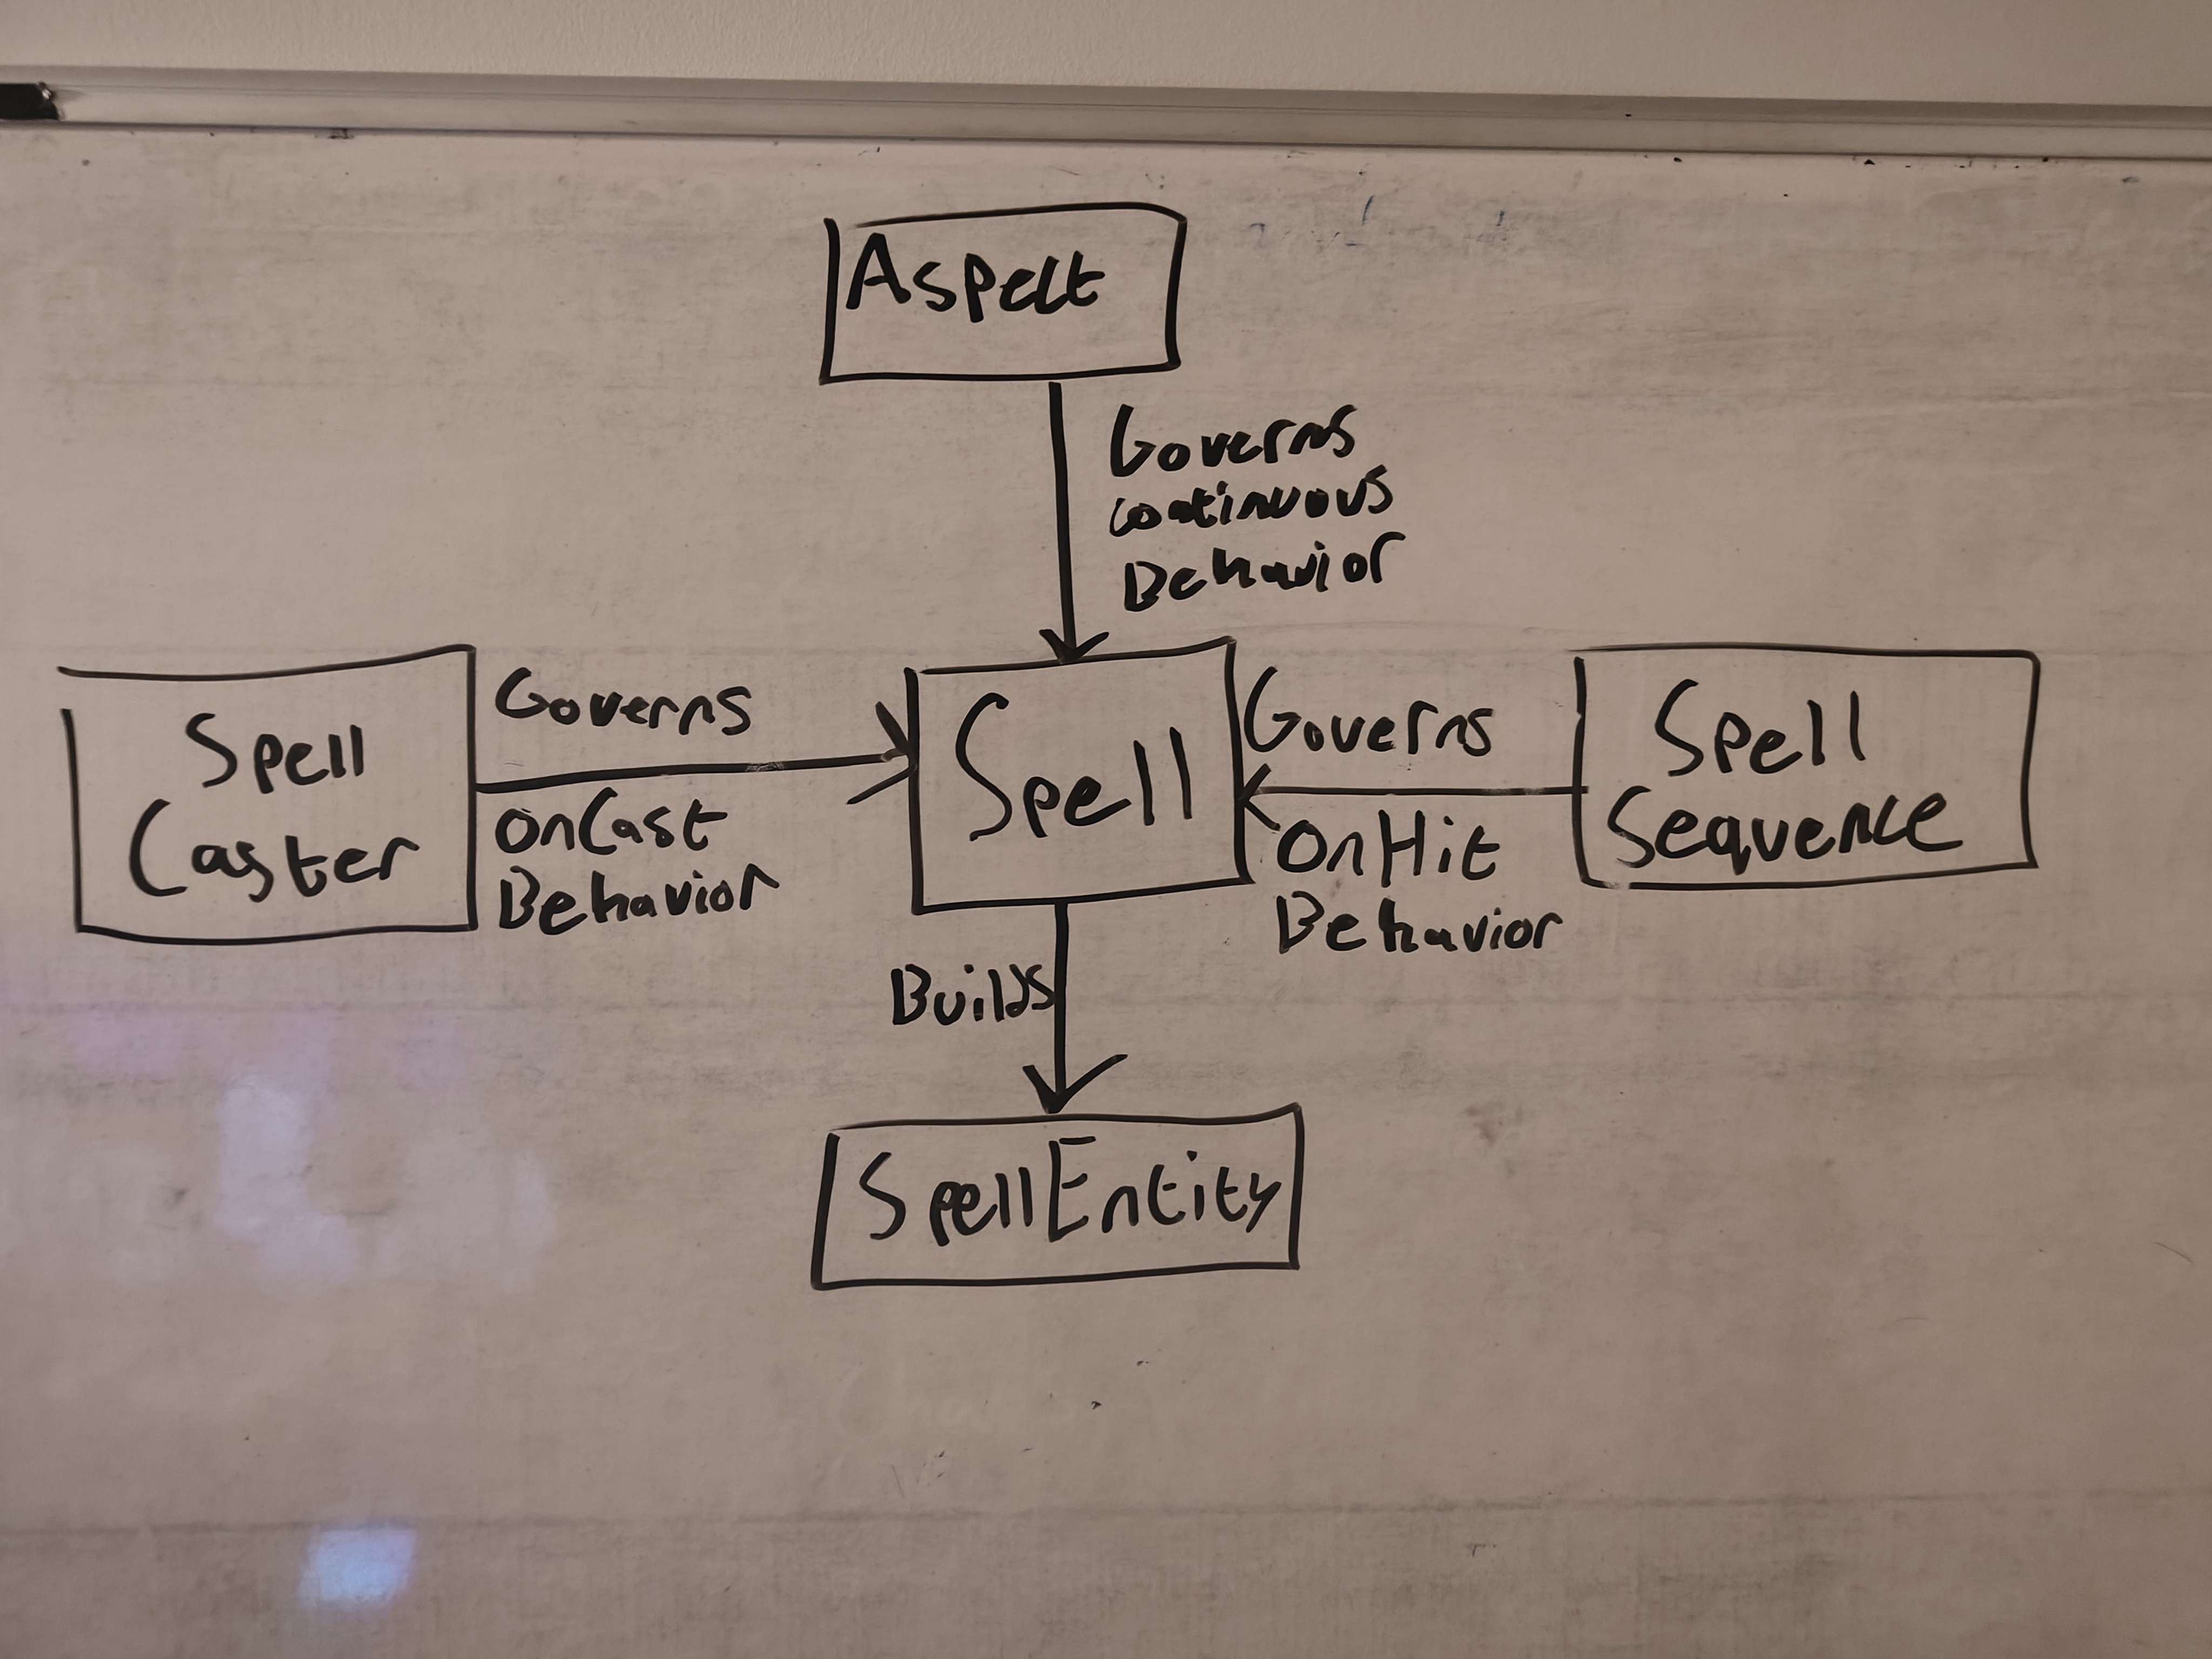 Aspect
Governs
continuous
Behavior
Spell
Caster
Governs
OnCast
Behavior
Spell
Governs
OnHit
Behavior
Spell
Sequence
Builds
SpellEntity